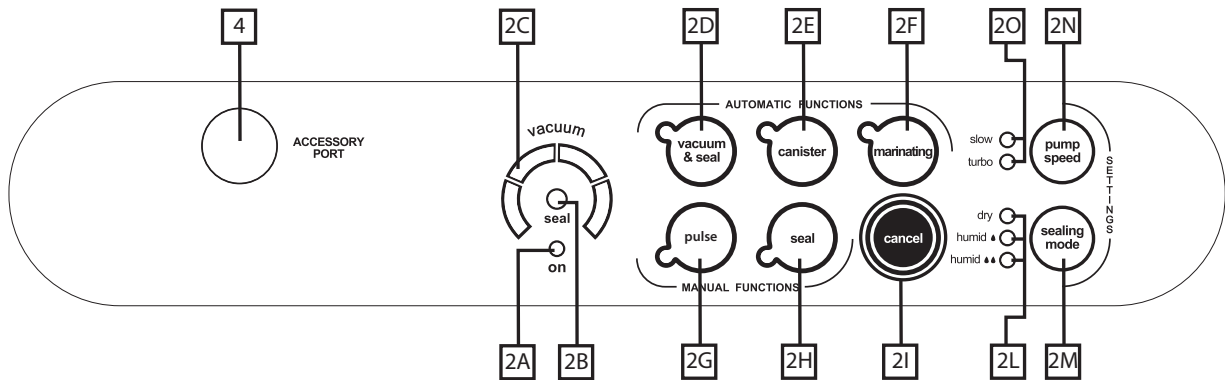 4
2C
2D
2E
2F
2O
2N
AUTOMATIC FUNCTIONS
vacuum
ACCESSORY
PORT
vacuum
& seal
canister
marinating
slow
turbo
pump
speed
SETTINGS
seal
on
pulse
seal
cancel
dry
humid
humid
sealing
mode
MANUAL FUNCTIONS
2A
2B
2G
2H
2I
2L
2M